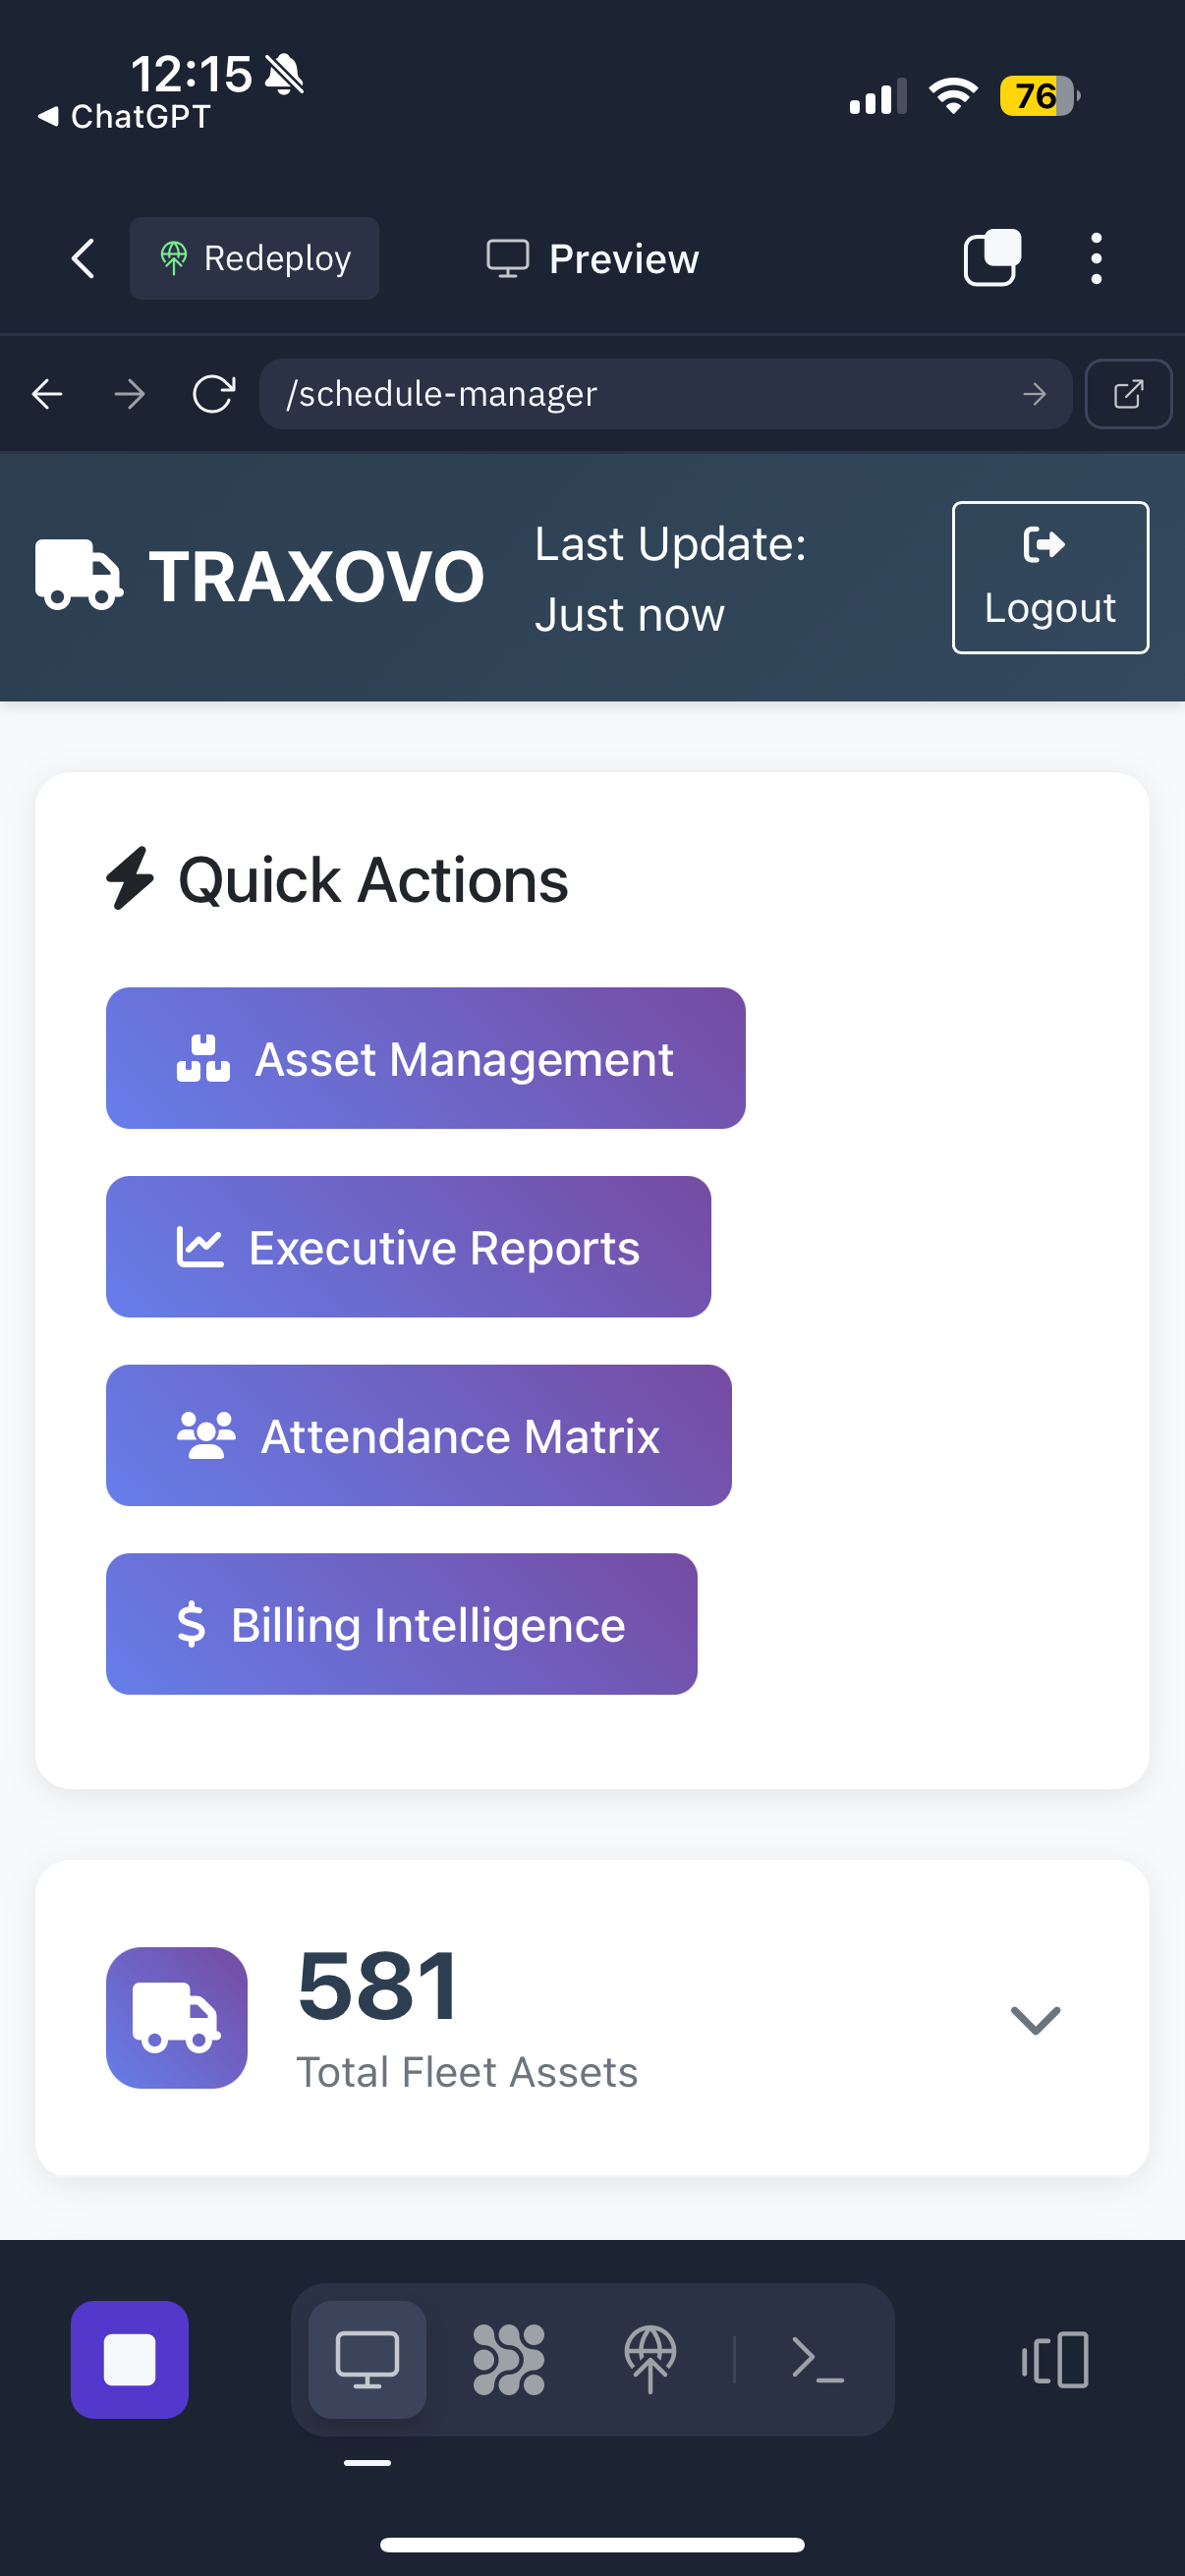 12:15
ChatGPT
76
Redeploy
Preview
/schedule-manager
TRAXOVO
Last Update:
Just now
Logout
Quick Actions
Asset Management
Executive Reports
Attendance Matrix
Billing Intelligence
581
Total Fleet Assets